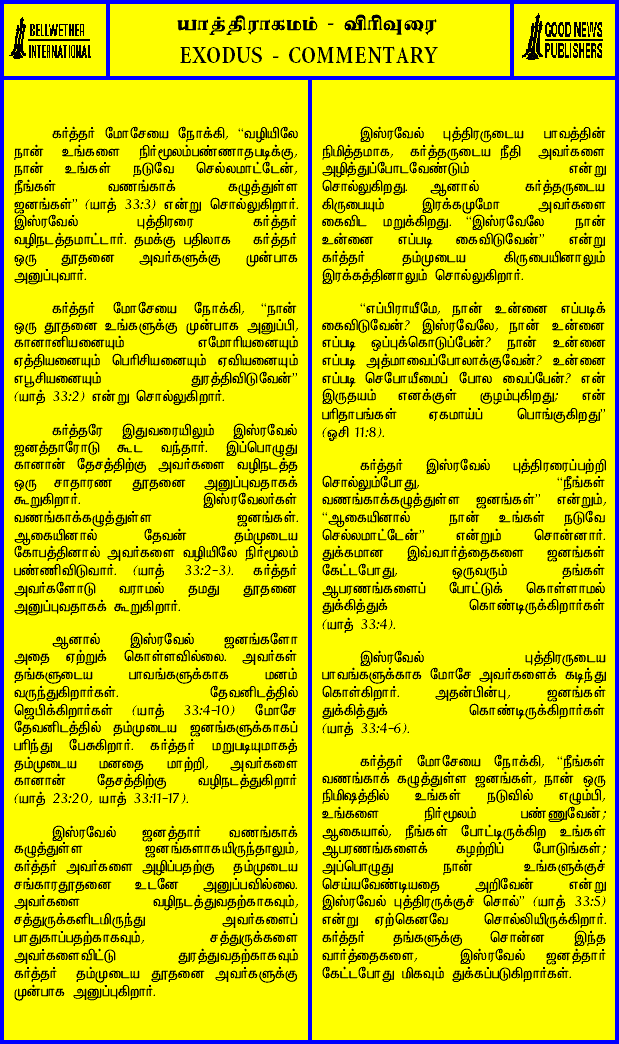 BELLWETHER
INTERNATIONAL
யாத்திராகமம் - விரிவுரை
EXODUS - COMMENTARY
GOOD NEWS
PUBLISHERS
கர்த்தர் மோசேயை நோக்கி, “வழியிலே
நான் உங்களை நிர்மூலம்பண்ணாதபடிக்கு,
நான் உங்கள் நடுவே செல்லமாட்டேன்,
நீங்கள் வணங்காக் கழுத்துள்ள
ஜனங்கள்” (யாத் 33:3) என்று சொல்லுகிறார்.
இஸ்ரவேல் புத்திரரை கர்த்தர்
வழிநடத்தமாட்டார். தமக்கு பதிலாக கர்த்தர்
ஒரு தூதனை அவர்களுக்கு முன்பாக
அனுப்புவார்.
கர்த்தர் மோசேயை நோக்கி, “நான்
ஒரு தூதனை உங்களுக்கு முன்பாக அனுப்பி,
கானானியனையும் எமோரியனையும்
ஏத்தியனையும் பெரிசியனையும் ஏவியனையும்
எபூசியனையும் துரத்திவிடுவேன்”
(யாத் 33:2) என்று சொல்லுகிறார்.
கர்த்தரே இதுவரையிலும் இஸ்ரவேல்
ஜனத்தாரோடு கூட வந்தார். இப்பொழுது
கானான் தேசத்திற்கு அவர்களை வழிநடத்த
ஒரு சாதாரண தூதனை அனுப்புவதாகக்
கூறுகிறார். இஸ்ரவேலர்கள்
வணங்காக்கழுத்துள்ள ஜனங்கள்.
ஆகையினால் தேவன் தம்முடைய
கோபத்தினால் அவர்களை வழியிலே நிர்மூலம்
பண்ணிவிடுவார். (யாத் 33:2-3). கர்த்தர்
அவர்களோடு வராமல் தமது தூதனை
அனுப்புவதாகக் கூறுகிறார்.
ஆனால் இஸ்ரவேல் ஜனங்களோ
அதை ஏற்றுக் கொள்ளவில்லை. அவர்கள்
தங்களுடைய பாவங்களுக்காக மனம்
வருந்துகிறார்கள். தேவனிடத்தில்
ஜெபிக்கிறார்கள் (யாத் 33:4-10) மோசே
தேவனிடத்தில் தம்முடைய ஜனங்களுக்காகப்
பரிந்து பேசுகிறார். கர்த்தர் மறுபடியுமாகத்
தம்முடைய மனதை மாற்றி, அவர்களை
கானான் தேசத்திற்கு வழிநடத்துகிறார்
(யாத் 23:20, யாத் 33:11-17).
இஸ்ரவேல் ஜனத்தார் வணங்காக்
கழுத்துள்ள ஜனங்களாகயிருந்தாலும்,
கர்த்தர் அவர்களை அழிப்பதற்கு தம்முடைய
சங்காரதூதனை உடனே அனுப்பவில்லை.
அவர்களை வழிநடத்துவதற்காகவும்,
சத்துருக்களிடமிருந்து அவர்களைப்
பாதுகாப்பதற்காகவும், சத்துருக்களை
அவர்களைவிட்டு துரத்துவதற்காகவும்
கர்த்தர் தம்முடைய தூதனை அவர்களுக்கு
முன்பாக அனுப்புகிறார்.
இஸ்ரவேல் புத்திரருடைய பாவத்தின்
நிமித்தமாக, கர்த்தருடைய நீதி அவர்களை
அழித்துப்போடவேண்டும் என்று
சொல்லுகிறது. ஆனால் கர்த்தருடைய
கிருபையும் இரக்கமுமோ அவர்களை
கைவிட மறுக்கிறது. “இஸ்ரவேலே நான்
உன்னை எப்படி கைவிடுவேன்” என்று
கர்த்தர் தம்முடைய கிருபையினாலும்
இரக்கத்தினாலும் சொல்லுகிறார்.
“எப்பிராயீமே, நான் உன்னை எப்படிக்
கைவிடுவேன்? இஸ்ரவேலே, நான் உன்னை
எப்படி ஒப்புக்கொடுப்பேன்? நான் உன்னை
எப்படி அத்மாவைப்போலாக்குவேன்? உன்னை
எப்படி செபோயீமைப் போல வைப்பேன்? என்
இருதயம் எனக்குள் குழம்புகிறது; என்
பரிதாபங்கள் ஏகமாய்ப் பொங்குகிறது”
(ஓசி 11:8).
கர்த்தர் இஸ்ரவேல் புத்திரரைப்பற்றி
சொல்லும்போது, “நீங்கள்
வணங்காக்கழுத்துள்ள ஜனங்கள்” என்றும்,
“ஆகையினால் நான் உங்கள் நடுவே
செல்லமாட்டேன்” என்றும் சொன்னார்.
துக்கமான இவ்வார்த்தைகளை ஜனங்கள்
கேட்டபோது, ஒருவரும் தங்கள்
ஆபரணங்களைப் போட்டுக் கொள்ளாமல்
துக்கித்துக் கொண்டிருக்கிறார்கள்
(யாத் 33:4).
இஸ்ரவேல் புத்திரருடைய
பாவங்களுக்காக மோசே அவர்களைக் கடிந்து
கொள்கிறார். அதன்பின்பு, ஜனங்கள்
துக்கித்துக் கொண்டிருக்கிறார்கள்
(யாத் 33:4-6).
கர்த்தர் மோசேயை நோக்கி, “நீங்கள்
வணங்காக் கழுத்துள்ள ஜனங்கள், நான் ஒரு
நிமிஷத்தில் உங்கள் நடுவில் எழும்பி,
உங்களை நிர்மூலம் பண்ணுவேன்;
ஆகையால், நீங்கள் போட்டிருக்கிற உங்கள்
ஆபரணங்களைக் கழற்றிப் போடுங்கள்;
அப்பொழுது நான் உங்களுக்குச்
செய்யவேண்டியதை அறிவேன் என்று
இஸ்ரவேல் புத்திரருக்குச் சொல்” (யாத் 33:5)
என்று ஏற்கெனவே சொல்லியிருக்கிறார்.
கர்த்தர் தங்களுக்கு சொன்ன இந்த
வார்த்தைகளை, இஸ்ரவேல் ஜனத்தார்
கேட்டபோது மிகவும் துக்கப்படுகிறார்கள்.